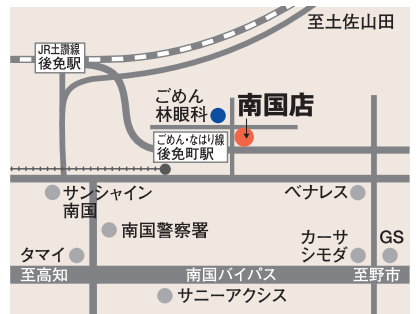 至土佐山田
JR土讃線
後免駅
ごめん
林眼科
南国店
ごめん・なはり線
後免町駅
サンシャイン
南国
ベナレス
南国警察署
カーサ
シモダ
GS
タマイ
至高知
南国バイパス
至野市
サニーアクシス